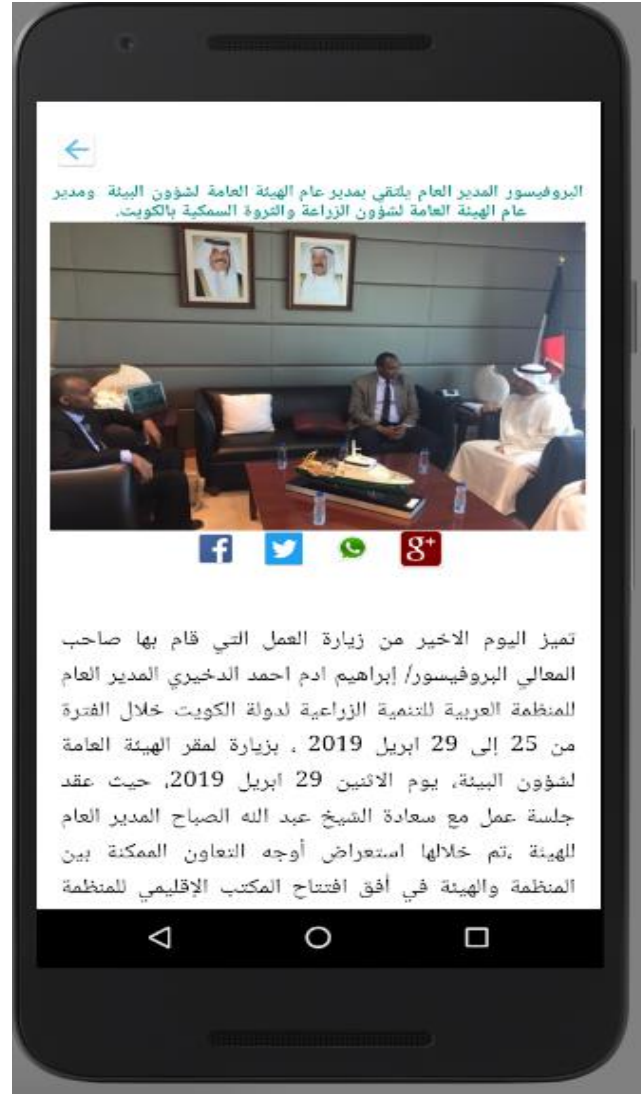 البروفيسور المدير العام يلتقي بمدير عام الهيئة العامة لشؤون البيئة ومدير
عام الهيئة العامة لشؤون الزراعة والثروة السمكية بالكويت.
f
g+
تميز اليوم الاخير من زيارة العمل التي قام بها صاحب
المعالي البروفيسور/ إبراهيم ادم احمد الدخيري المدير العام
للمنظمة العربية للتنمية الزراعية لدولة الكويت خلال الفترة
من 25 إلى 29 ابريل 2019 ، بزيارة لمقر الهيئة العامة
لشؤون البيئة، يوم الاثنين 29 ابريل 2019، حيث عقد
جلسة عمل مع سعادة الشيخ عبد الله الصباح المدير العام
للهيئة ،تم خلالها استعراض أوجه التعاون الممكنة بين
المنظمة والهيئة في أفق افتتاح المكتب الإقليمي للمنظمة